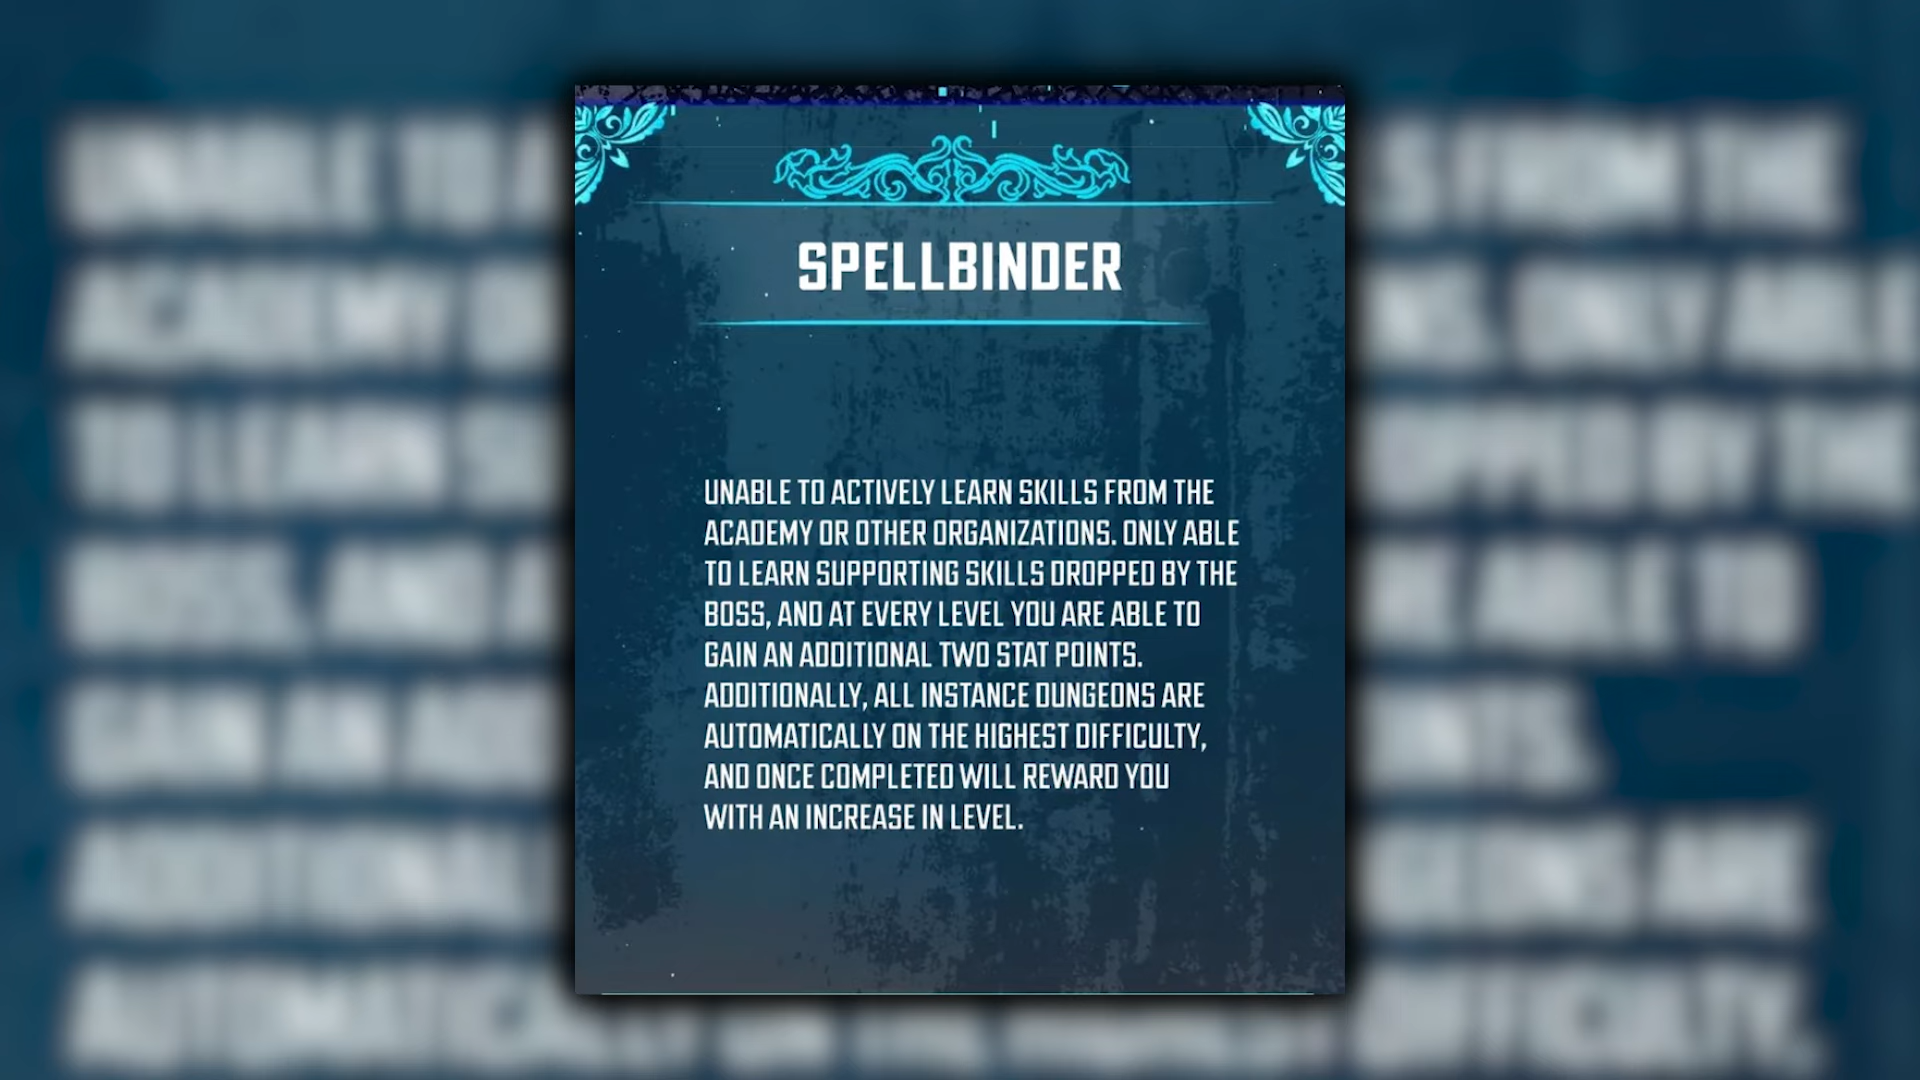 SPELLBINDER
UNABLE TO ACTIVELY LEARN SKILLS FROM THE
ACADEMY OR OTHER ORGANIZATIONS. ONLY ABLE
TO LEARN SUPPORTING SKILLS DROPPED BY THE
BOSS, AND AT EVERY LEVEL YOU ARE ABLE TO
GAIN AN ADDITIONAL TWO STAT POINTS.
ADDITIONALLY, ALL INSTANCE DUNGEONS ARE
AUTOMATICALLY ON THE HIGHEST DIFFICULTY,
AND ONCE COMPLETED WILL REWARD YOU
WITH AN INCREASE IN LEVEL.